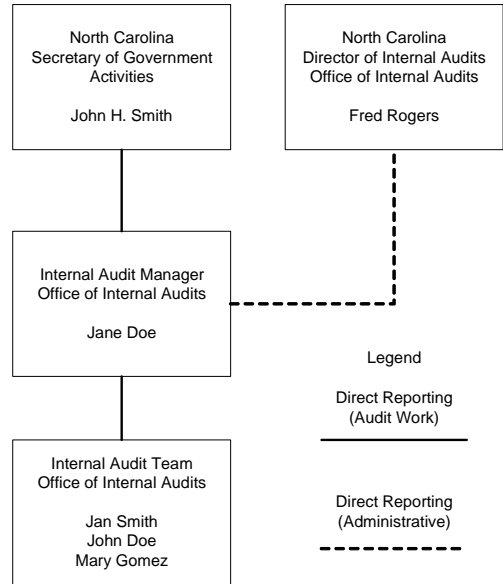 North Carolina
Secretary of Government
Activities
John H. Smith
North Carolina
Director of Internal Audits
Office of Internal Audits
Fred Rogers
Internal Audit Manager
Office of Internal Audits
Jane Doe
Legend
Direct Reporting
(Audit Work)
Internal Audit Team
Office of Internal Audits
Jan Smith
John Doe
Mary Gomez
Direct Reporting
(Administrative)